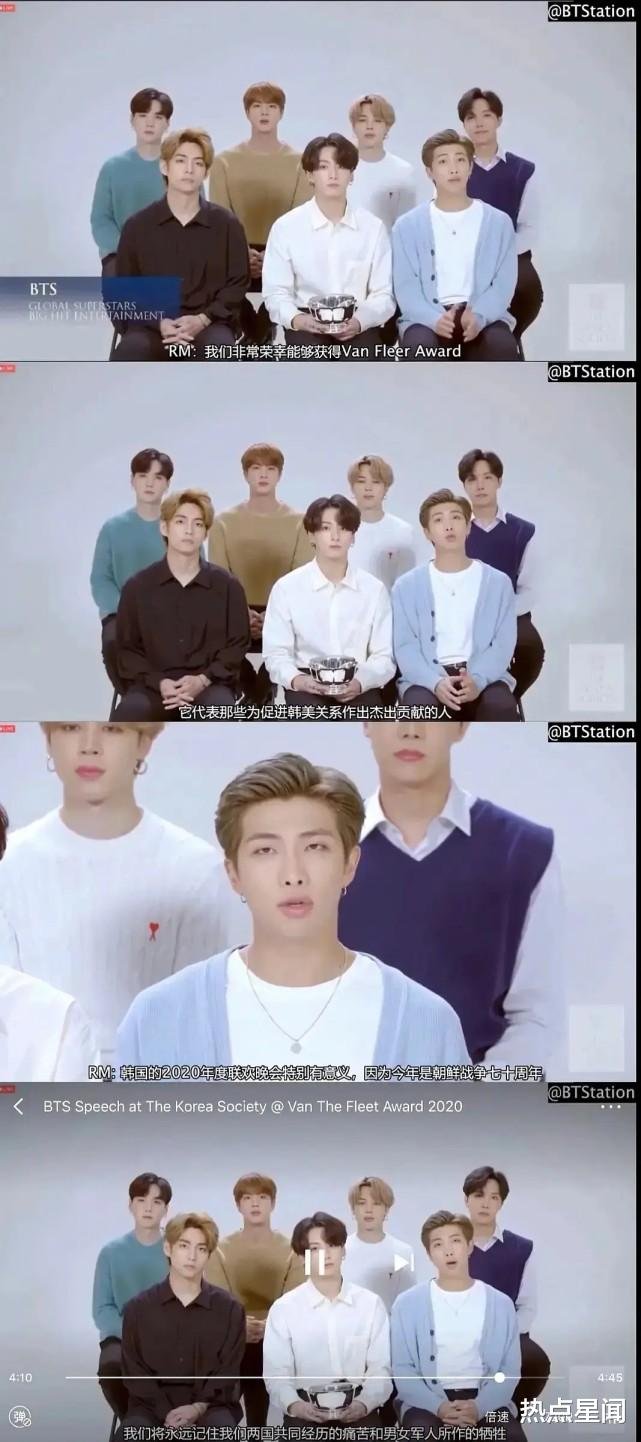 LIVE
@BTStation
BTS
GLOBAL SUPERSTARS
BIG HIT ENTERTAINMENT
RM：我们非常荣幸能够获得Van Fleer Award
@BTStation
它代表那些为促进韩美关系作出杰出贡献的人
@BTStation
RM: 韩国的2020年度联欢晚会特别有意义，因为今年是朝鲜战争七十周年
@BTStation
BTS Speech at The Korea Society @ Van The Fleet Award 2020
4:10
4:45
弹
倍速
热点星闻
我们将永远记住我们两国共同经历的痛苦和男女军人所作的牺牲